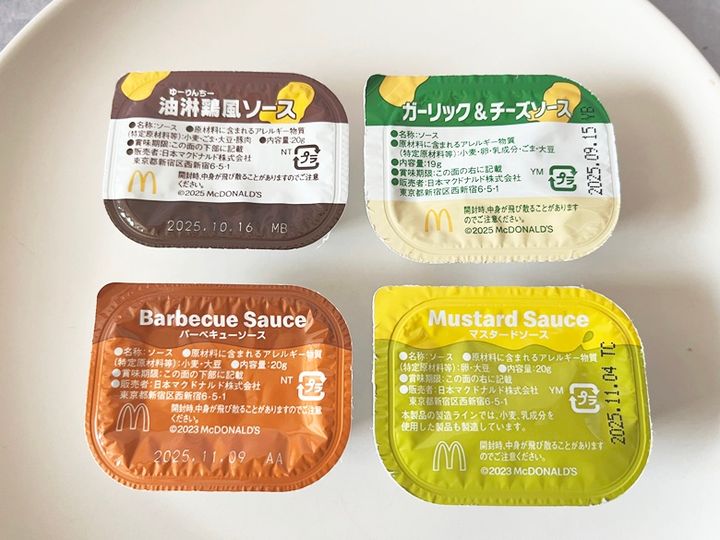 ゆーりんちー
油淋鶏風ソース
●名称:ソース ●原材料に含まれるアレルギー物質
(特定原材料等):小麦・ごま・大豆・豚肉 ●内容量:20g
●賞味期限:この面の下部に記載 NT プラ
●販売者:日本マクドナルド株式会社
東京都新宿区西新宿6-5-1
開封時、中身が飛び散ることがありますのでご注意
ください。
©2025 McDONALD'S
2025.10.16 MB
ガーリック&チーズソース
●名称:ソース
●原材料に含まれるアレルギー物質
(特定原材料等):小麦・卵・乳成分・ごま・大豆
●内容量:19g
●賞味期限:この面の右に記載 YM プラ
●販売者:日本マクドナルド株式会社
東京都新宿区西新宿6-5-1
開封時、中身が飛び散ることがあります
のでご注意ください。
©2025 McDONALD'S
2025.09.15 YB
Barbecue Sauce
バーベキューソース
●名称:ソース ●原材料に含まれるアレルギー物質
(特定原材料等):小麦・大豆 ●内容量:20g
●賞味期限:この面の下部に記載 NT プラ
●販売者:日本マクドナルド株式会社
東京都新宿区西新宿6-5-1
開封時、中身が飛び散ることがありますのでご注意
ください。
©2023 McDONALD'S
2025.11.09 AA
Mustard Sauce
マスタードソース
●名称:ソース ●原材料に含まれるアレルギー物質
(特定原材料等):卵・大豆 ●内容量:20g
●賞味期限:この面の右に記載
●販売者:日本マクドナルド株式会社 YM プラ
東京都新宿区西新宿6-5-1
本製品の製造ラインでは、小麦、乳成分を
使用した製品も製造しています。
開封時、中身が飛び散ることがあります
のでご注意ください。
©2023 McDONALD'S
2025.11.04 TC